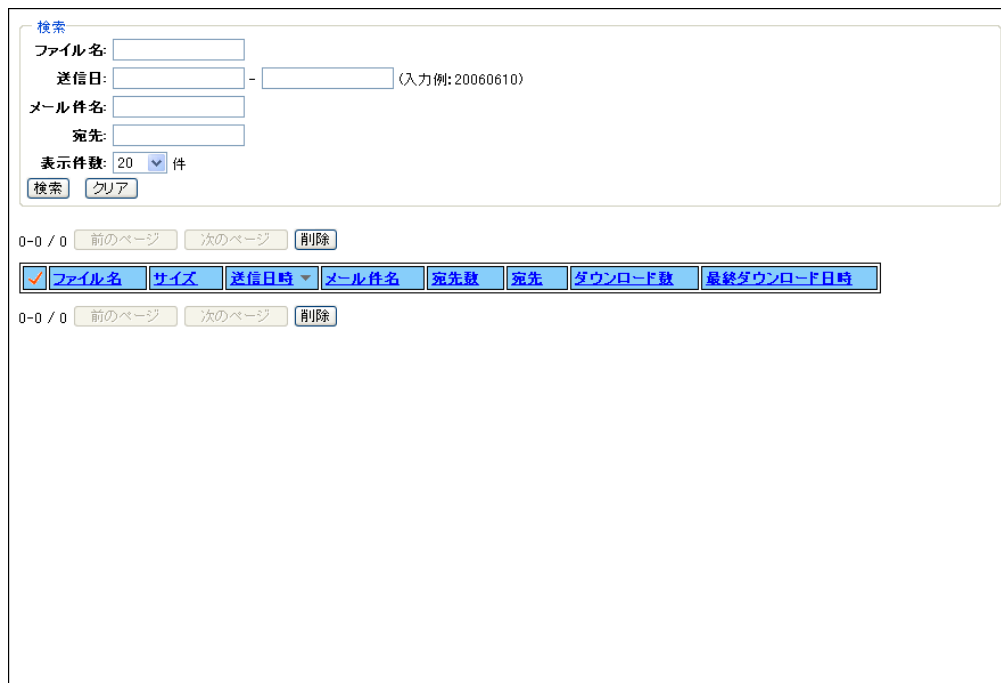 検索
ファイル名:
送信日: - (入力例:20060610)
メール件名:
宛先:
表示件数: 20 件
検索 クリア
0-0 / 0 前のページ 次のページ 削除
ファイル名 サイズ 送信日時 メール件名 宛先数 宛先 ダウンロード数 最終ダウンロード日時
0-0 / 0 前のページ 次のページ 削除